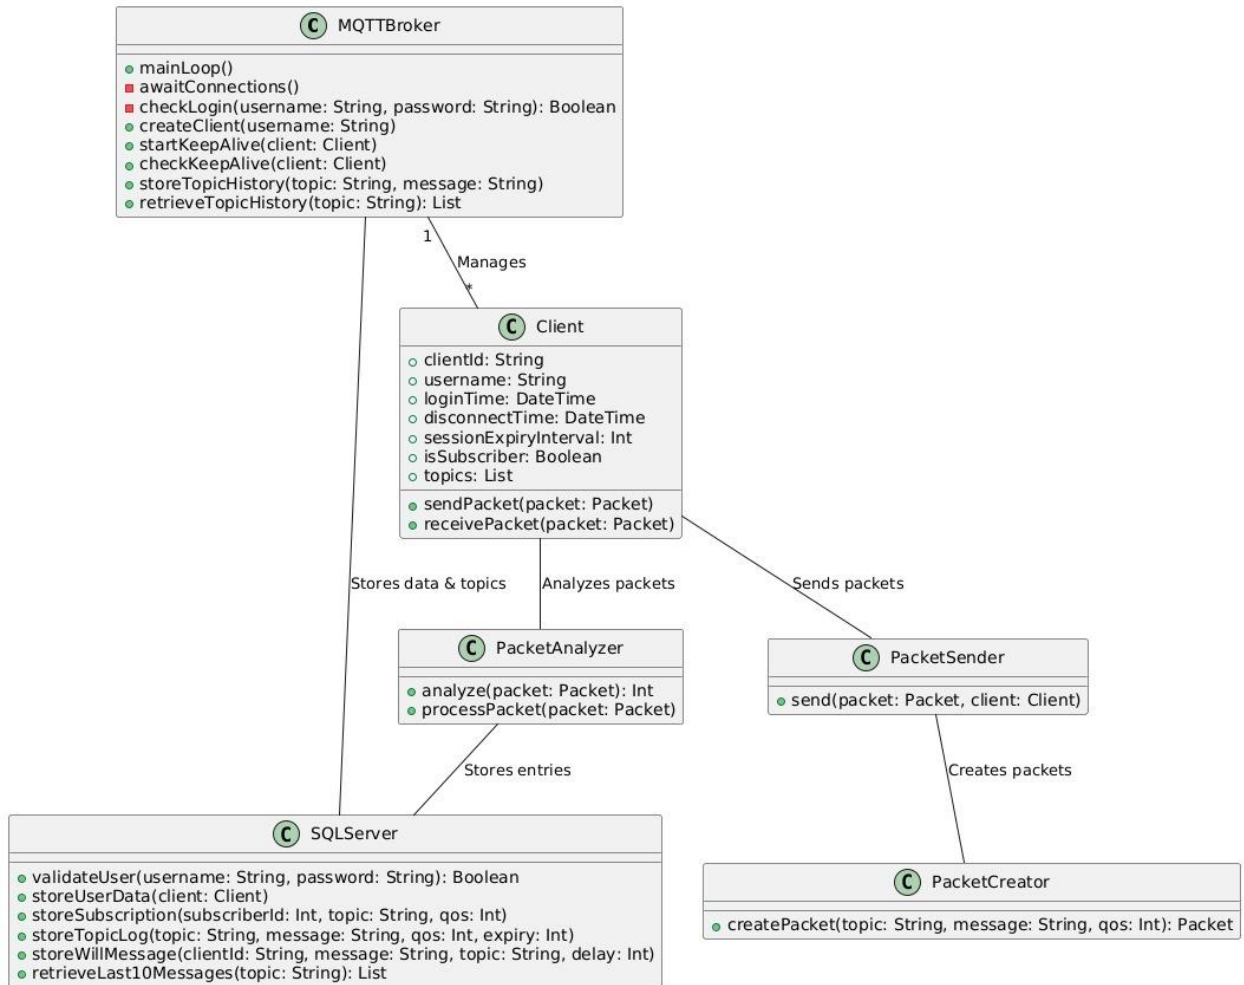 C MQTTBroker
mainLoop()
awaitConnections()
checkLogin(username: String, password: String): Boolean
createClient(username: String)
startKeepAlive(client: Client)
checkKeepAlive(client: Client)
storeTopicHistory(topic: String, message: String)
retrieveTopicHistory(topic: String): List
1
Manages
*
C Client
clientId: String
username: String
loginTime: DateTime
disconnectTime: DateTime
sessionExpiryInterval: Int
isSubscriber: Boolean
topics: List
sendPacket(packet: Packet)
receivePacket(packet: Packet)
Stores data & topics
Analyzes packets
Sends packets
C PacketAnalyzer
analyze(packet: Packet): Int
processPacket(packet: Packet)
C PacketSender
send(packet: Packet, client: Client)
Stores entries
Creates packets
C SQLServer
validateUser(username: String, password: String): Boolean
storeUserData(client: Client)
storeSubscription(subscriberId: Int, topic: String, qos: Int)
storeTopicLog(topic: String, message: String, qos: Int, expiry: Int)
storeWillMessage(clientId: String, message: String, topic: String, delay: Int)
retrieveLast10Messages(topic: String): List
C PacketCreator
createPacket(topic: String, message: String, qos: Int): Packet